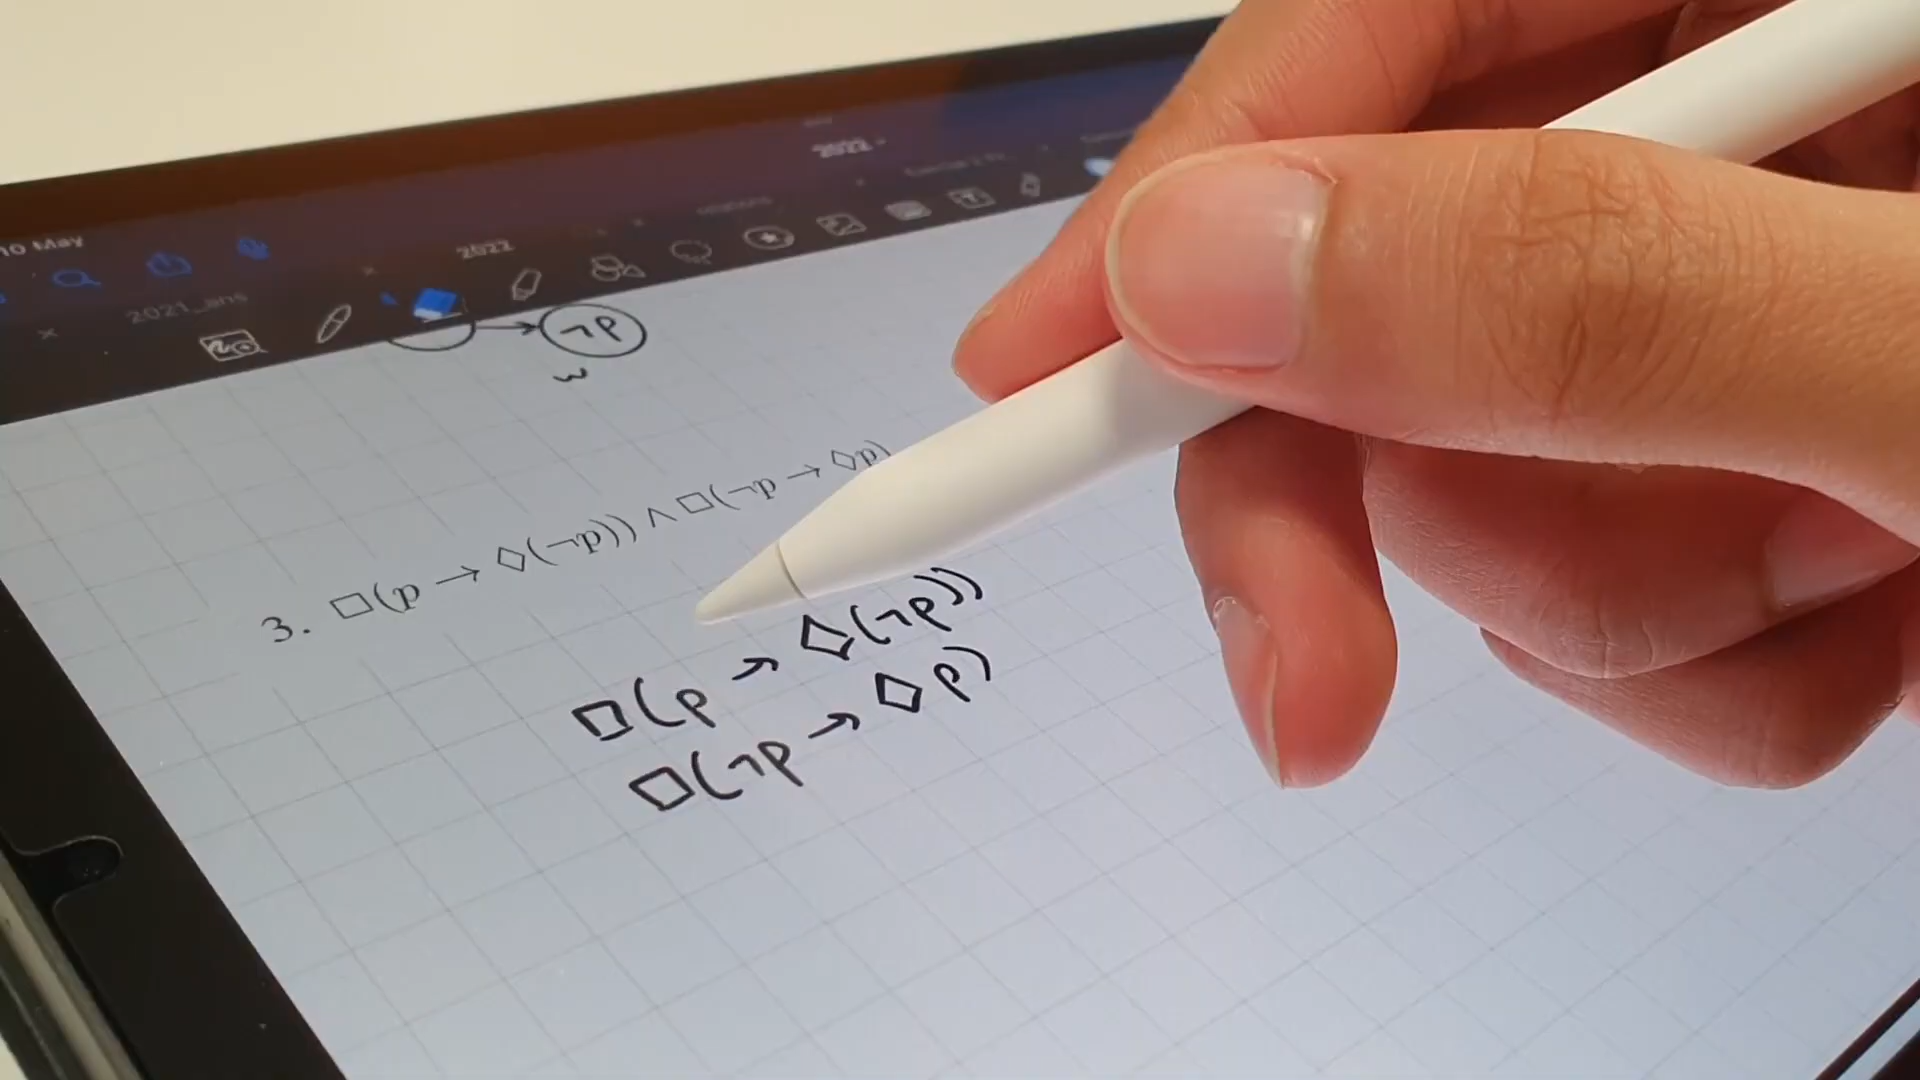 2022
10 May
2022
2021_ans
¬p
w
3. □(p → ◇(¬p)) ∧ □(¬p → ◇p)
□(p → ◇(¬p))
□(¬p → ◇p)